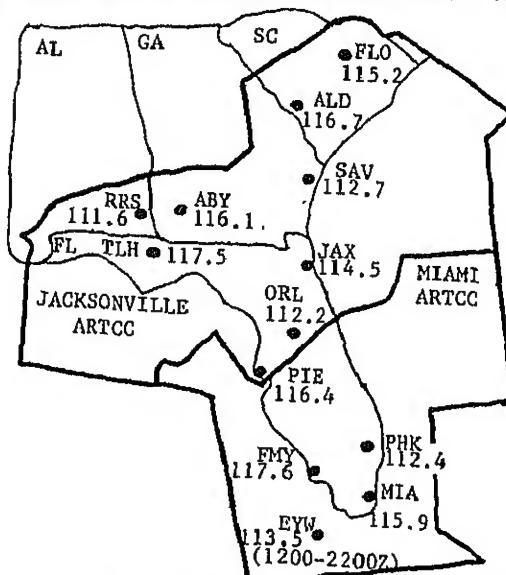 AL
GA
SC
FLO
115.2
ALD
116.7
SAV
112.7
RRS
111.6
ABY
116.1
FL
TLH
117.5
JAX
114.5
JACKSONVILLE
ARTCC
MIAMI
ARTCC
ORL
112.2
PIE
116.4
PHK
112.4
FMY
117.6
MIA
115.9
EYW
113.5
(1200-2200Z)